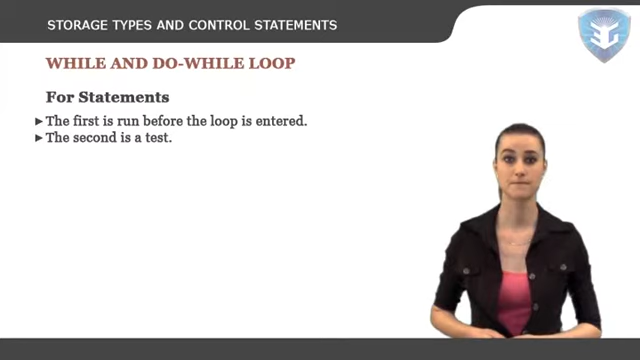 STORAGE TYPES AND CONTROL STATEMENTS
WHILE AND DO-WHILE LOOP
For Statements
►The first is run before the loop is entered.
►The second is a test.